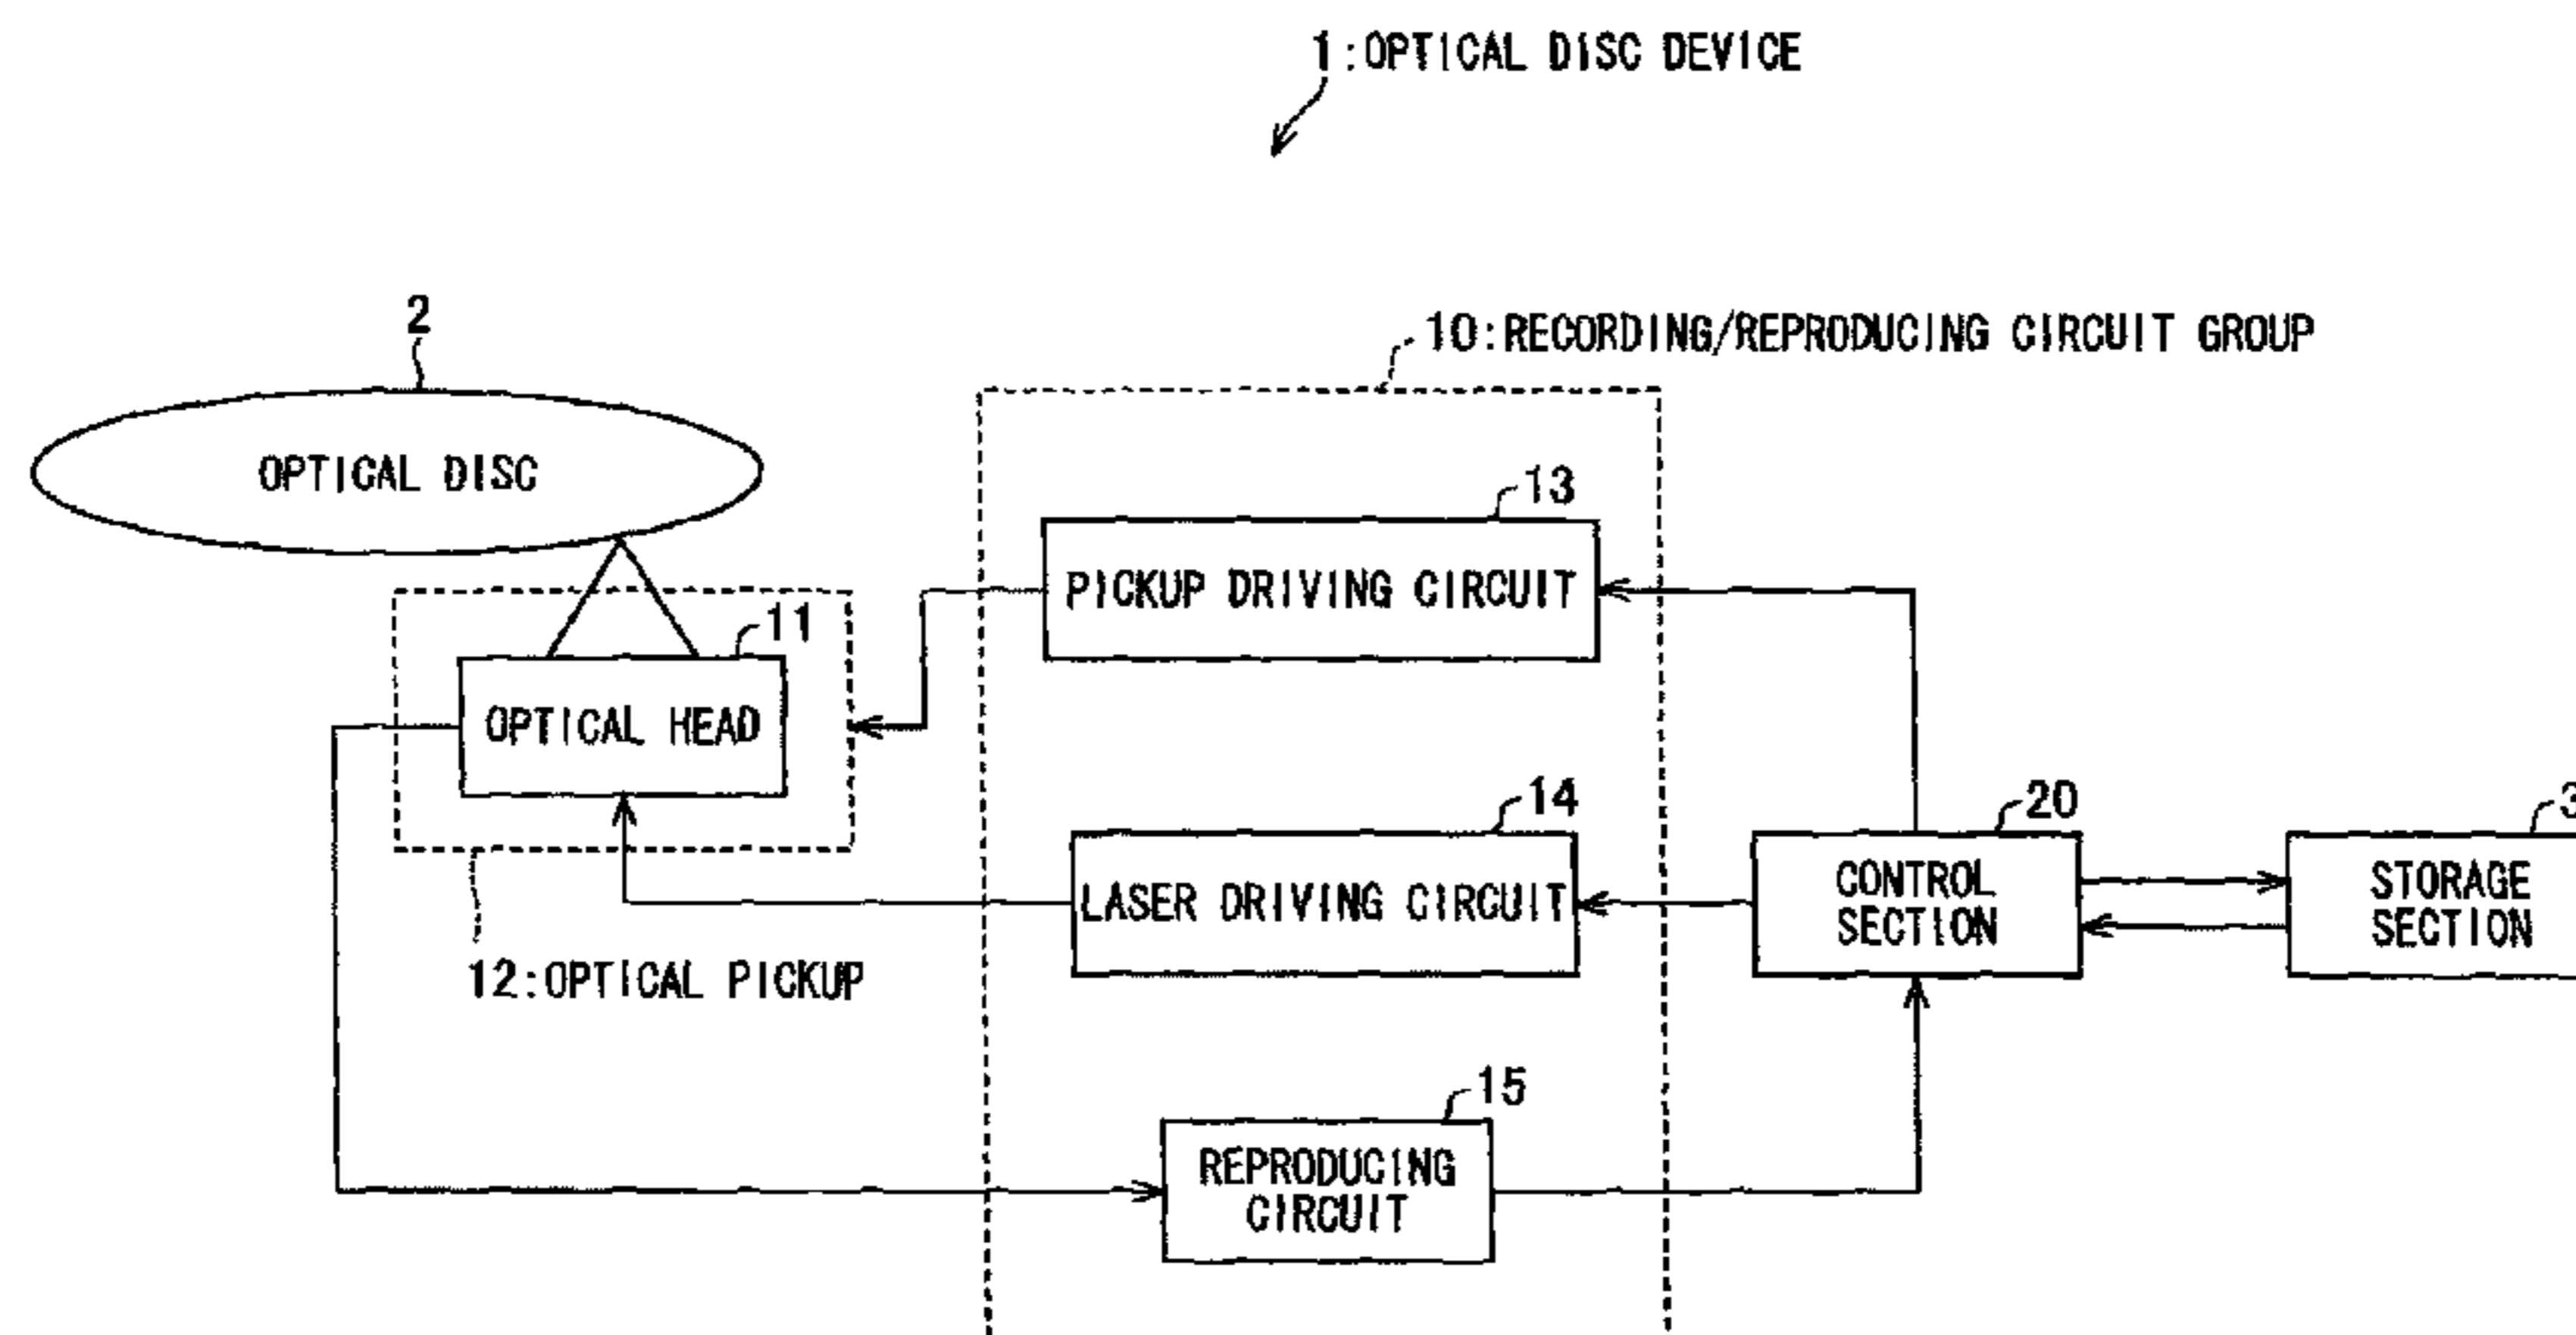 1:OPTICAL DISC DEVICE
2
10:RECORDING/REPRODUCING CIRCUIT GROUP
OPTICAL DISC
13
PICKUP DRIVING CIRCUIT
11
OPTICAL HEAD
14
20
LASER DRIVING CIRCUIT
CONTROL
SECTION
STORAGE
SECTION
12:OPTICAL PICKUP
15
REPRODUCING
CIRCUIT